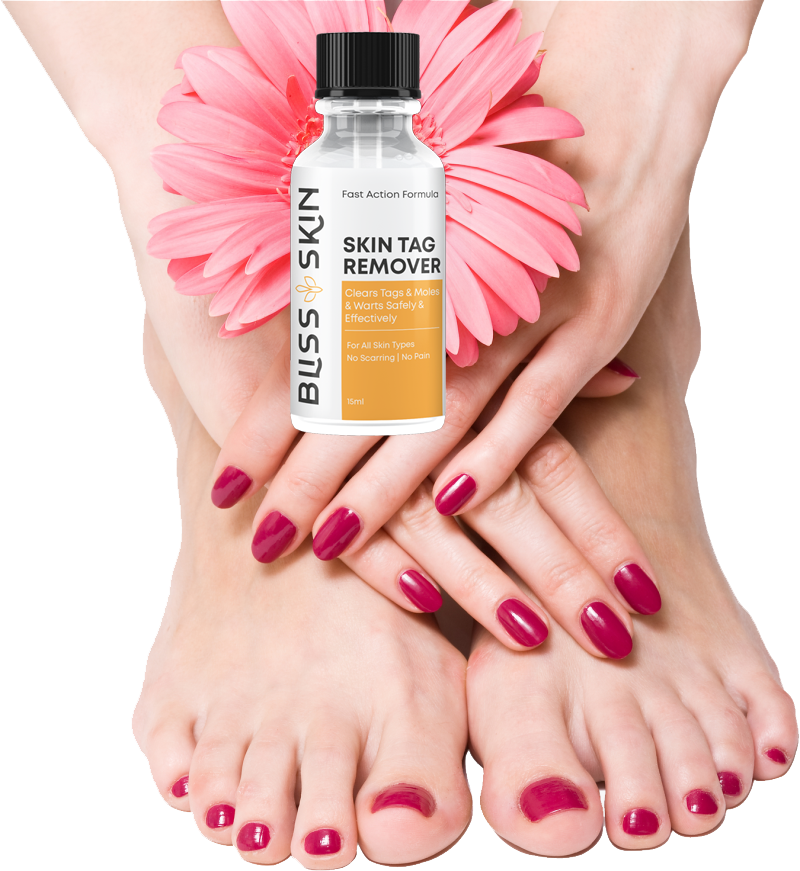 BLISS SKIN
Fast Action Formula
SKIN TAG
REMOVER
Clears Tags & Moles
& Warts Safely &
Effectively
For All Skin Types
No Scarring | No Pain
15ml